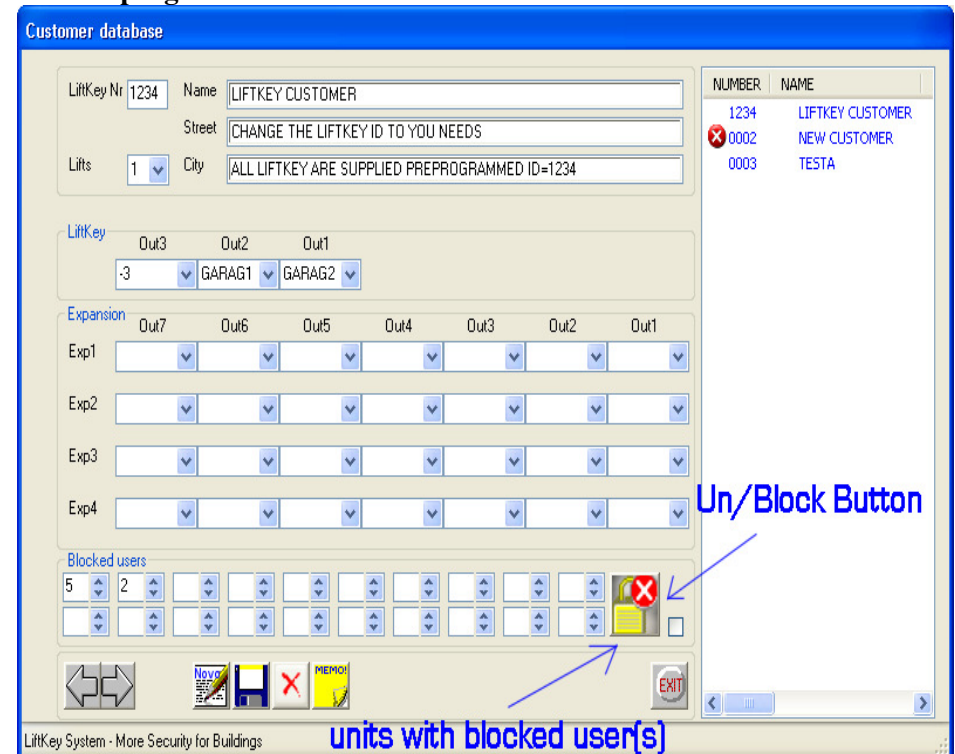 Customer database
LiftKey Nr 1234 Name LIFTKEY CUSTOMER
Street CHANGE THE LIFTKEY ID TO YOU NEEDS
Lifts 1 City ALL LIFTKEY ARE SUPPLIED PREPROGRAMMED ID=1234
NUMBER NAME
1234 LIFTKEY CUSTOMER
0002 NEW CUSTOMER
0003 TESTA
LiftKey
Out3 Out2 Out1
-3 GARAG1 GARAG2
Expansion
Out7 Out6 Out5 Out4 Out3 Out2 Out1
Exp1
Exp2
Exp3
Exp4
Un/Block Button
Blocked users
5 2
Novo
MEMO!
EXIT
units with blocked user(s)
LiftKey System - More Security for Buildings